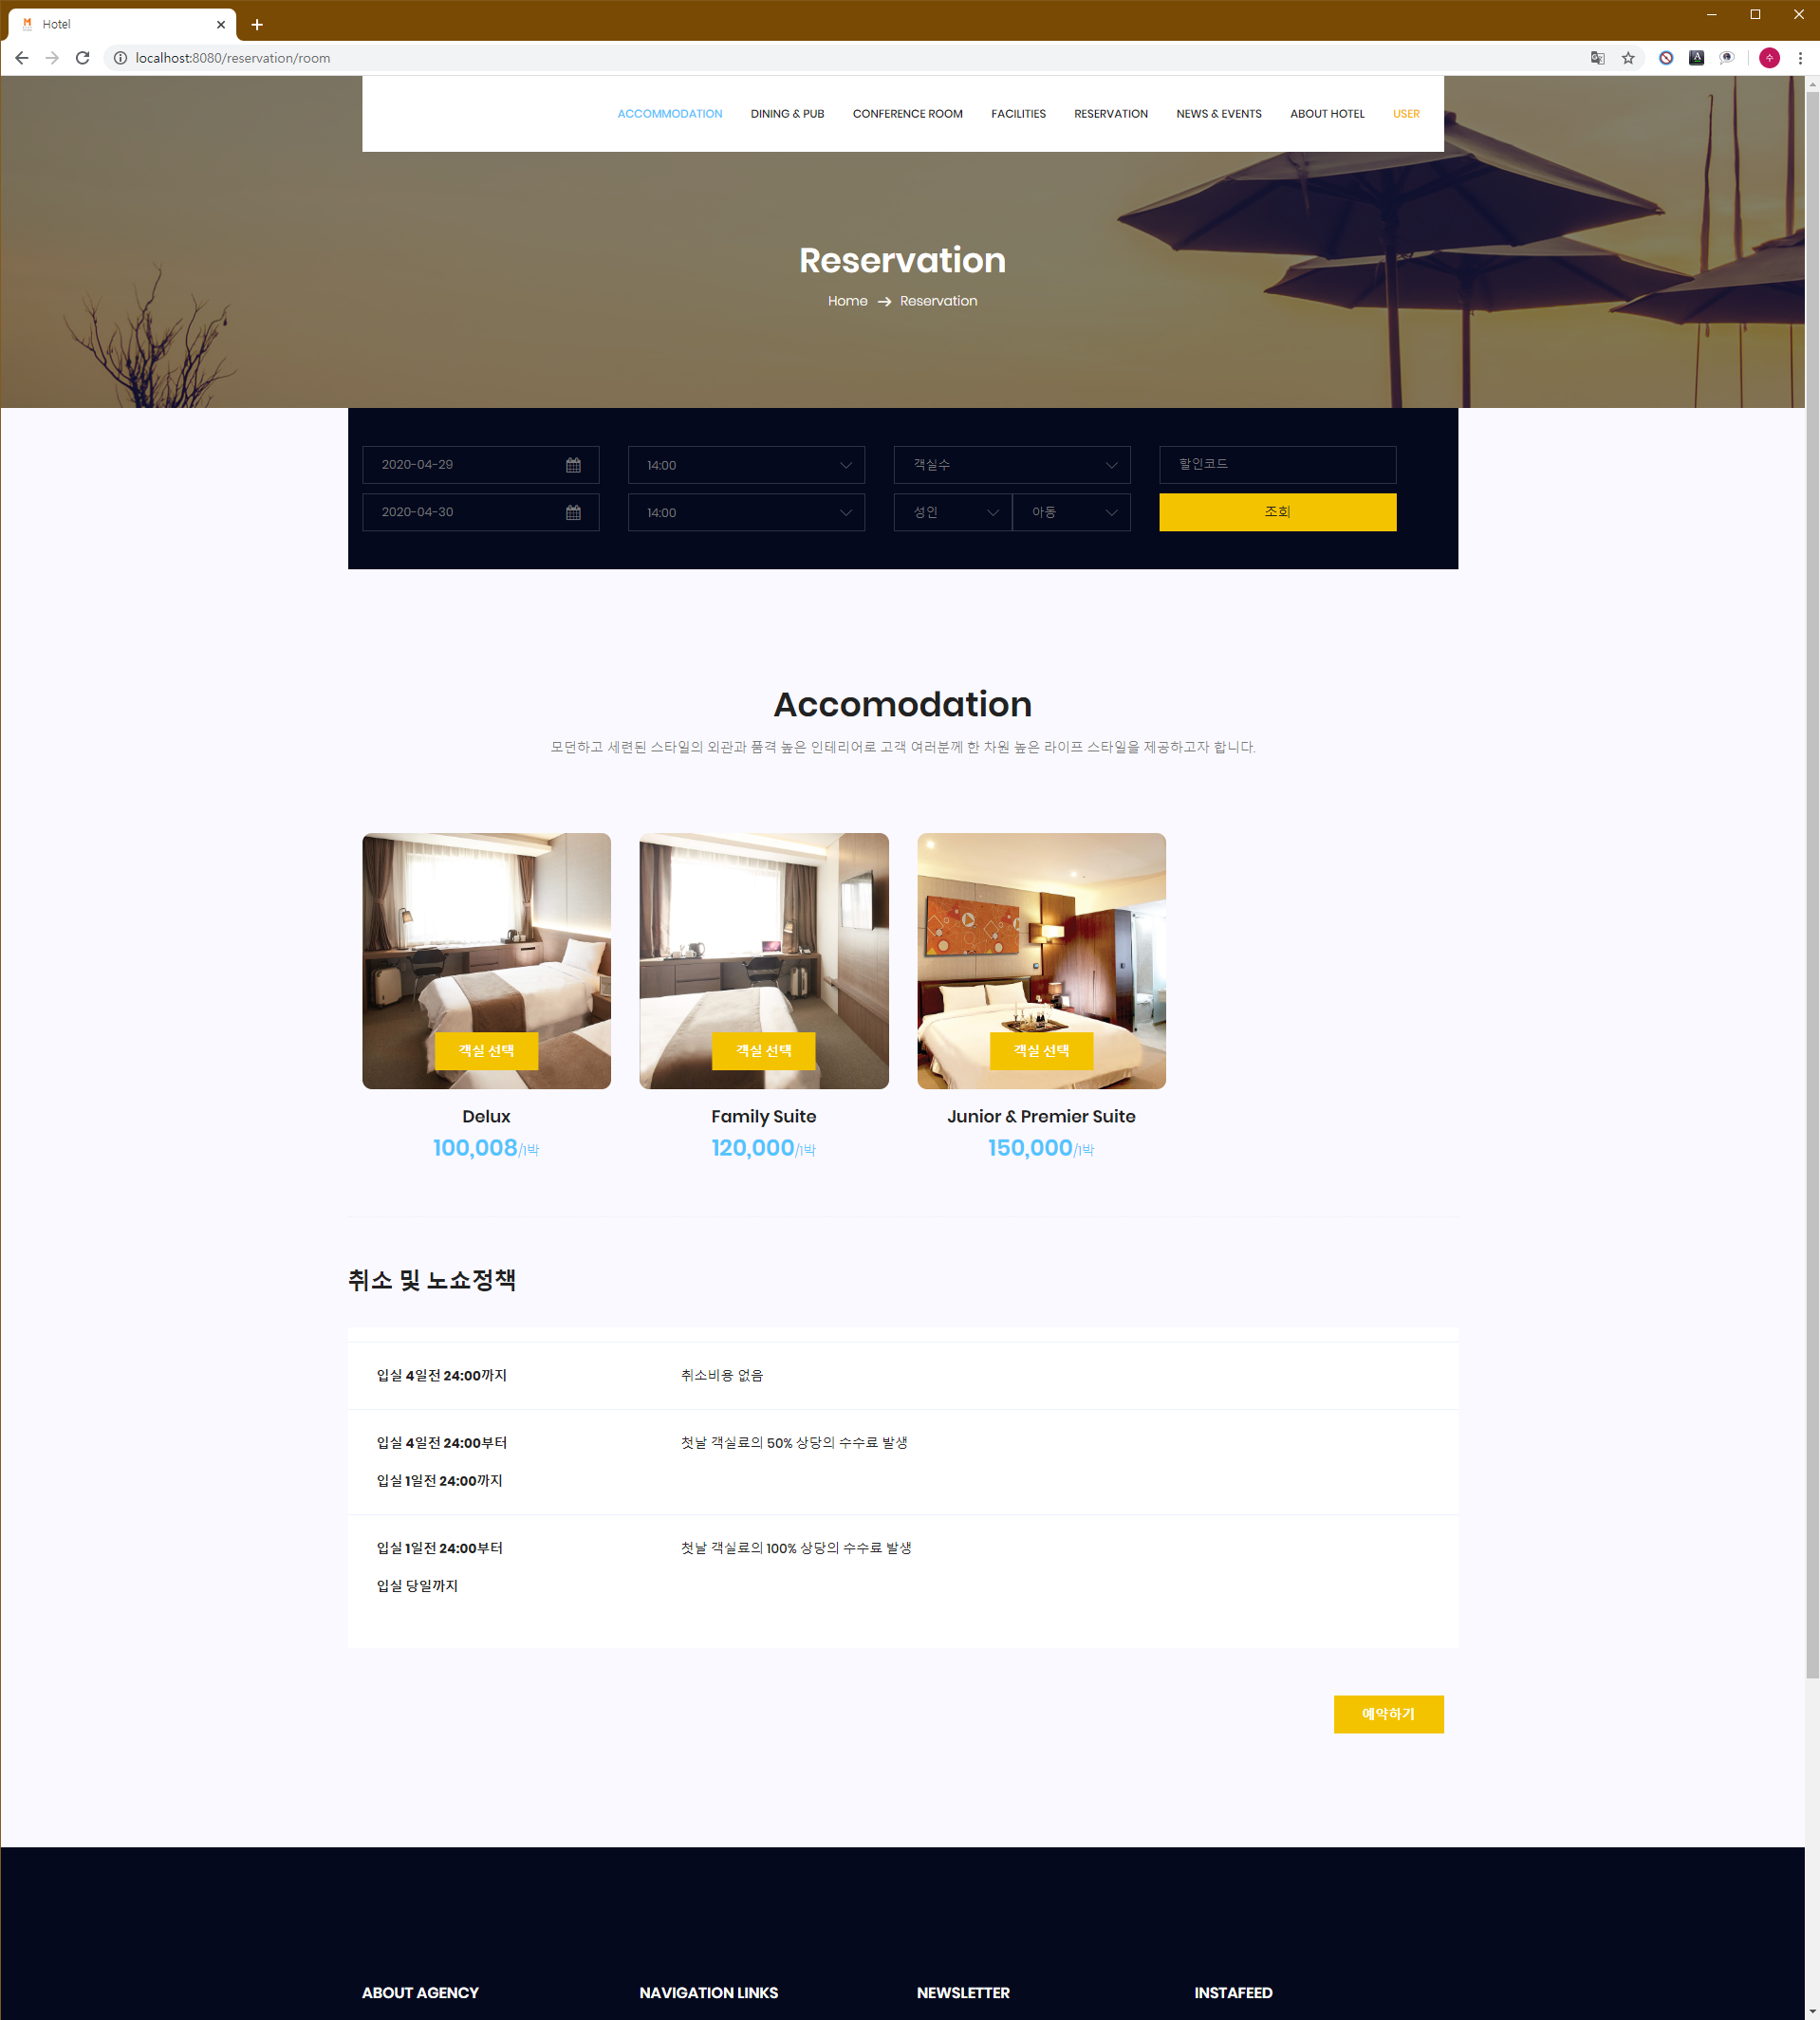 Hotel
localhost:8080/reservation/room
수
ACCOMMODATION DINING & PUB CONFERENCE ROOM FACILITIES RESERVATION NEWS & EVENTS ABOUT HOTEL USER
Reservation
Home → Reservation
2020-04-29 14:00 객실수 할인코드
2020-04-30 14:00 성인 아동 조회
Accomodation
모던하고 세련된 스타일의 외관과 품격 높은 인테리어로 고객 여러분께 한 차원 높은 라이프 스타일을 제공하고자 합니다.
객실 선택 객실 선택 객실 선택
Delux Family Suite Junior & Premier Suite
100,008/1박 120,000/1박 150,000/1박
취소 및 노쇼정책
입실 4일전 24:00까지 취소비용 없음
입실 4일전 24:00부터 첫날 객실료의 50% 상당의 수수료 발생
입실 1일전 24:00까지
입실 1일전 24:00부터 첫날 객실료의 100% 상당의 수수료 발생
입실 당일까지
예약하기
ABOUT AGENCY NAVIGATION LINKS NEWSLETTER INSTAFEED